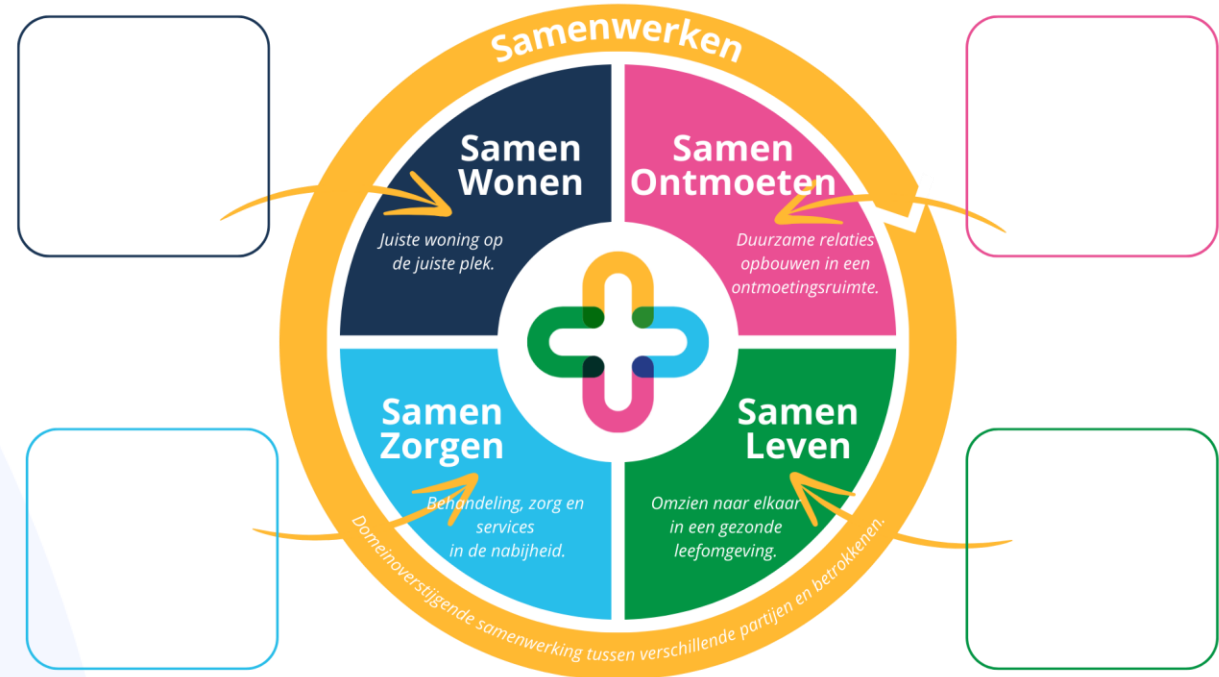 Samenwerken
Samen
Wonen
Juiste woning op
de juiste plek.
Samen
Ontmoeten
Duurzame relaties
opbouwen in een
ontmoetingsruimte.
Samen
Zorgen
Behandeling, zorg en
services
in de nabijheid.
Samen
Leven
Omzien naar elkaar
in een gezonde
leefomgeving.
Domeinoverstijgende samenwerking tussen verschillende partijen en betrokkenen.